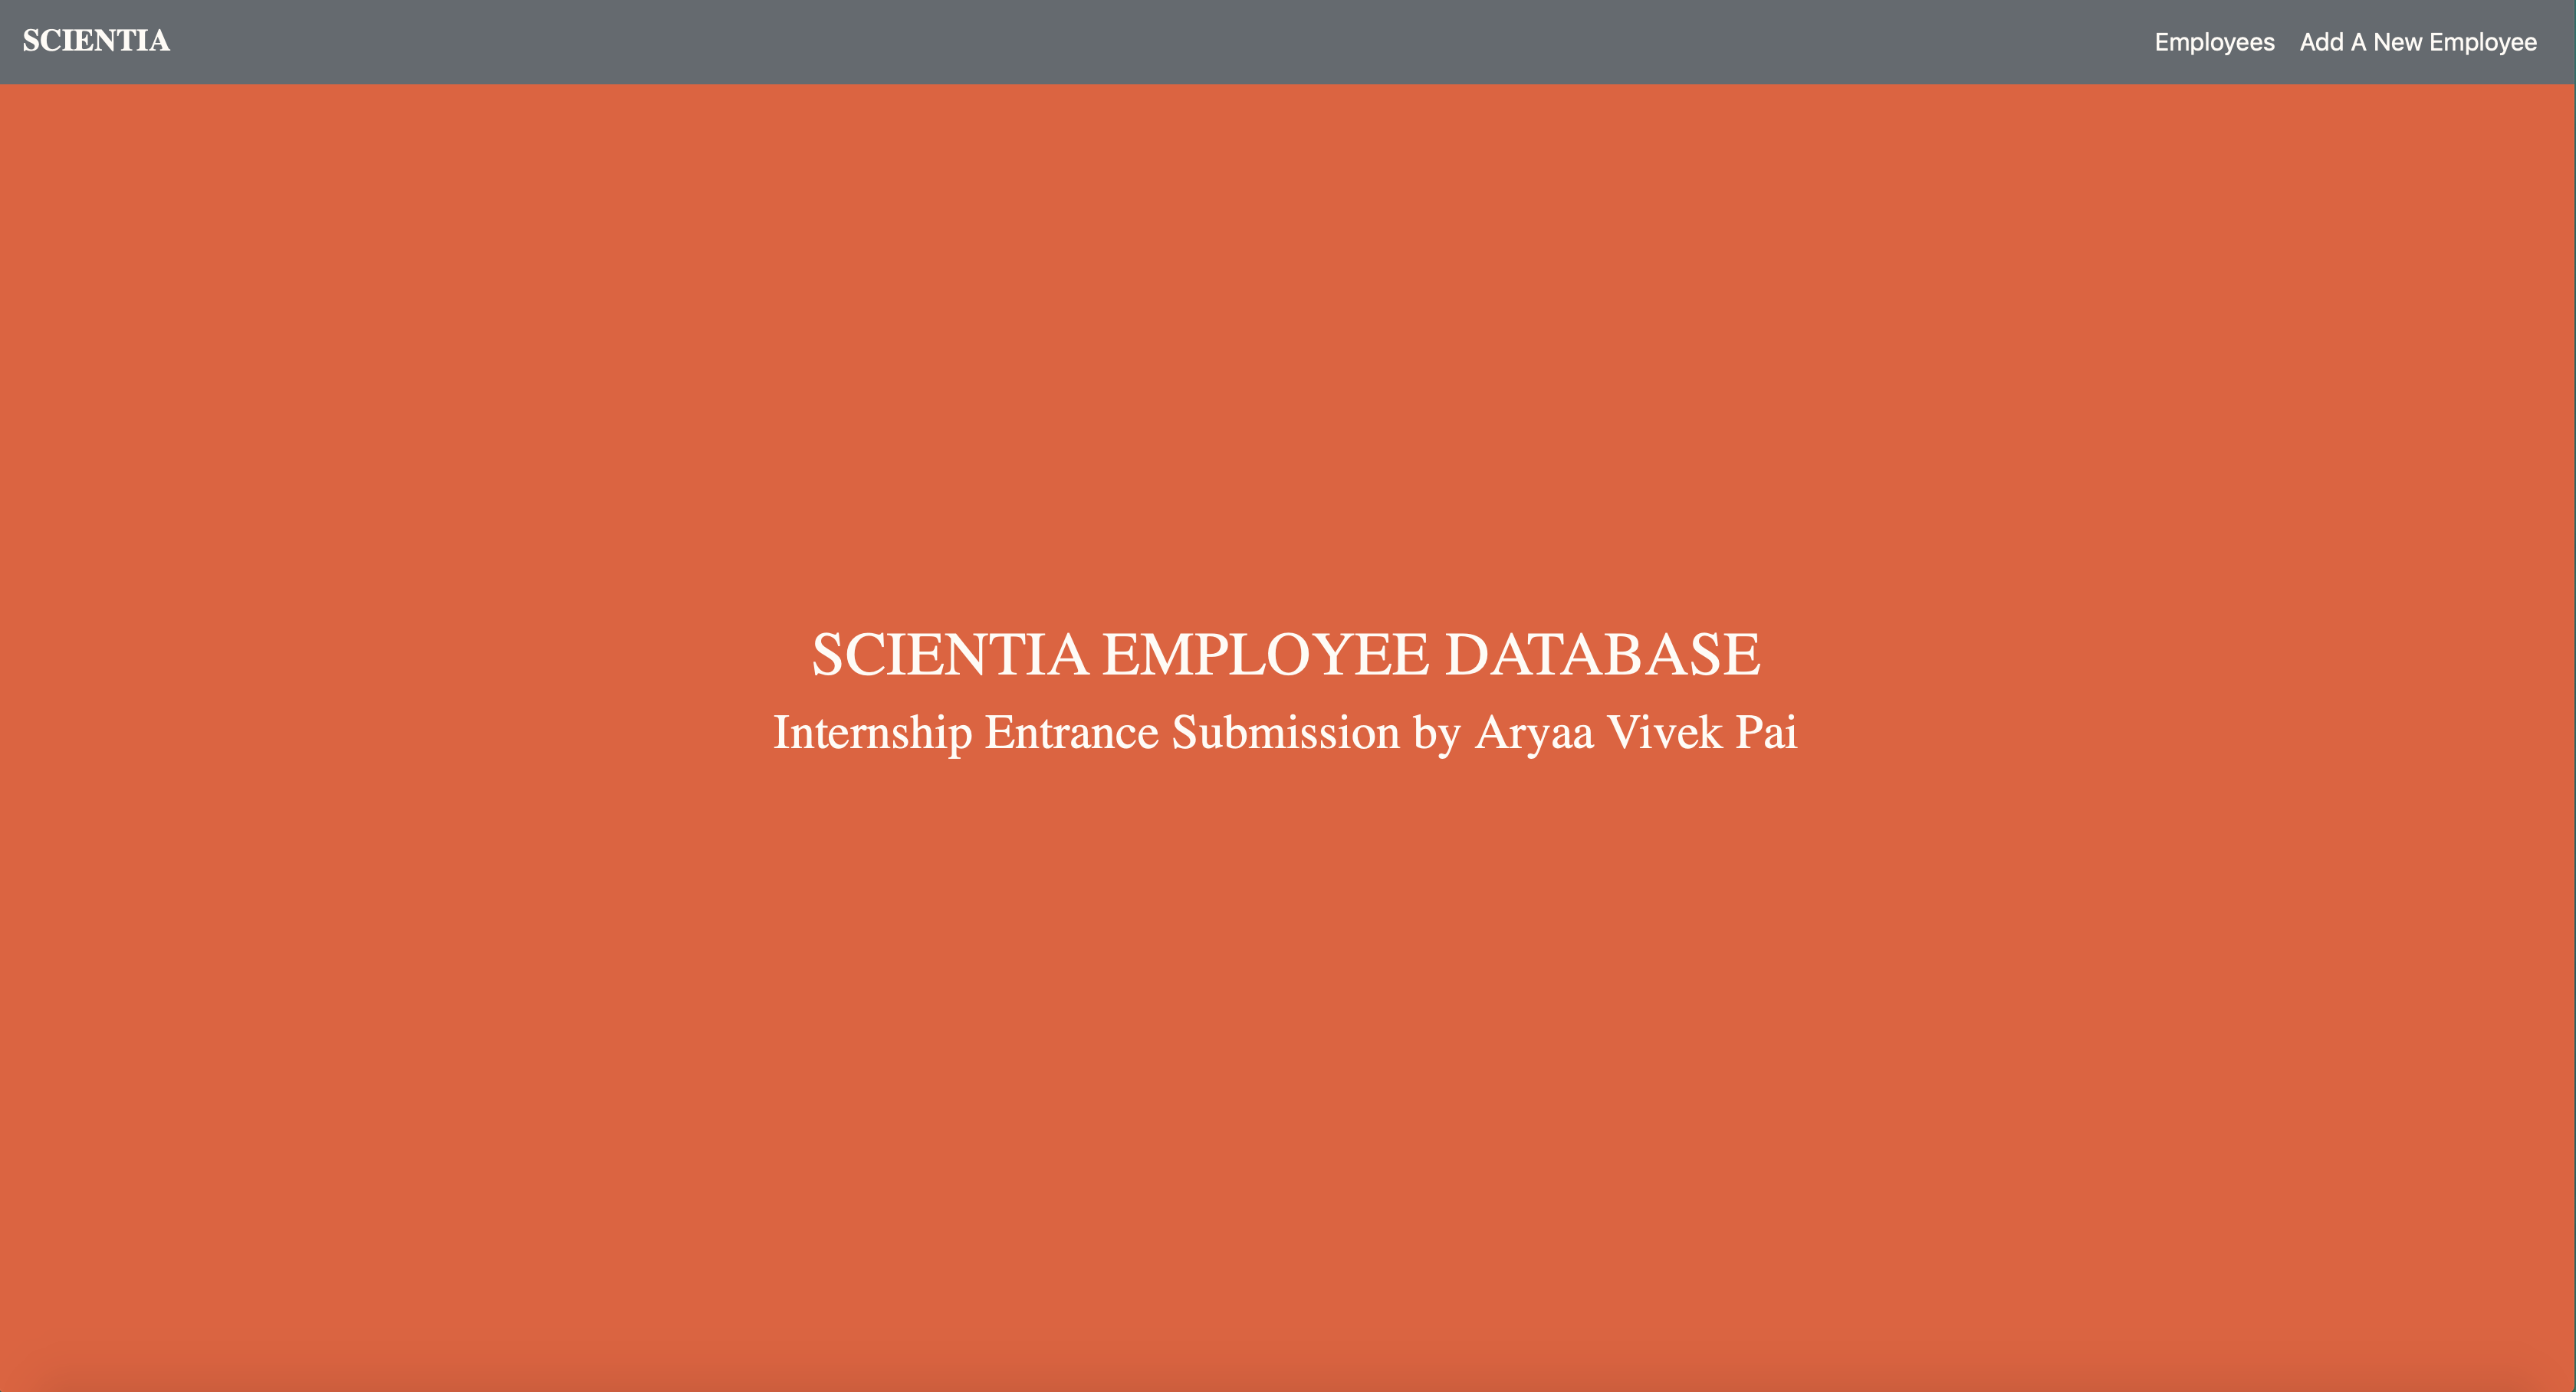 SCIENTIA
Employees Add A New Employee
SCIENTIA EMPLOYEE DATABASE
Internship Entrance Submission by Aryaa Vivek Pai